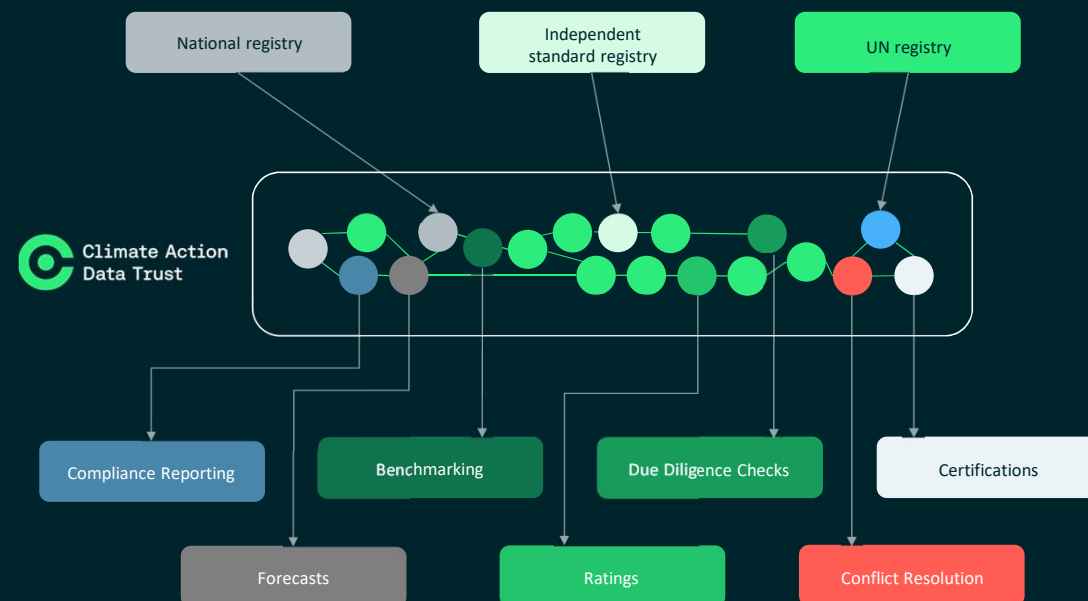 National registry
Independent
standard registry
UN registry
Climate Action
Data Trust
Compliance Reporting
Benchmarking
Due Diligence Checks
Certifications
Forecasts
Ratings
Conflict Resolution